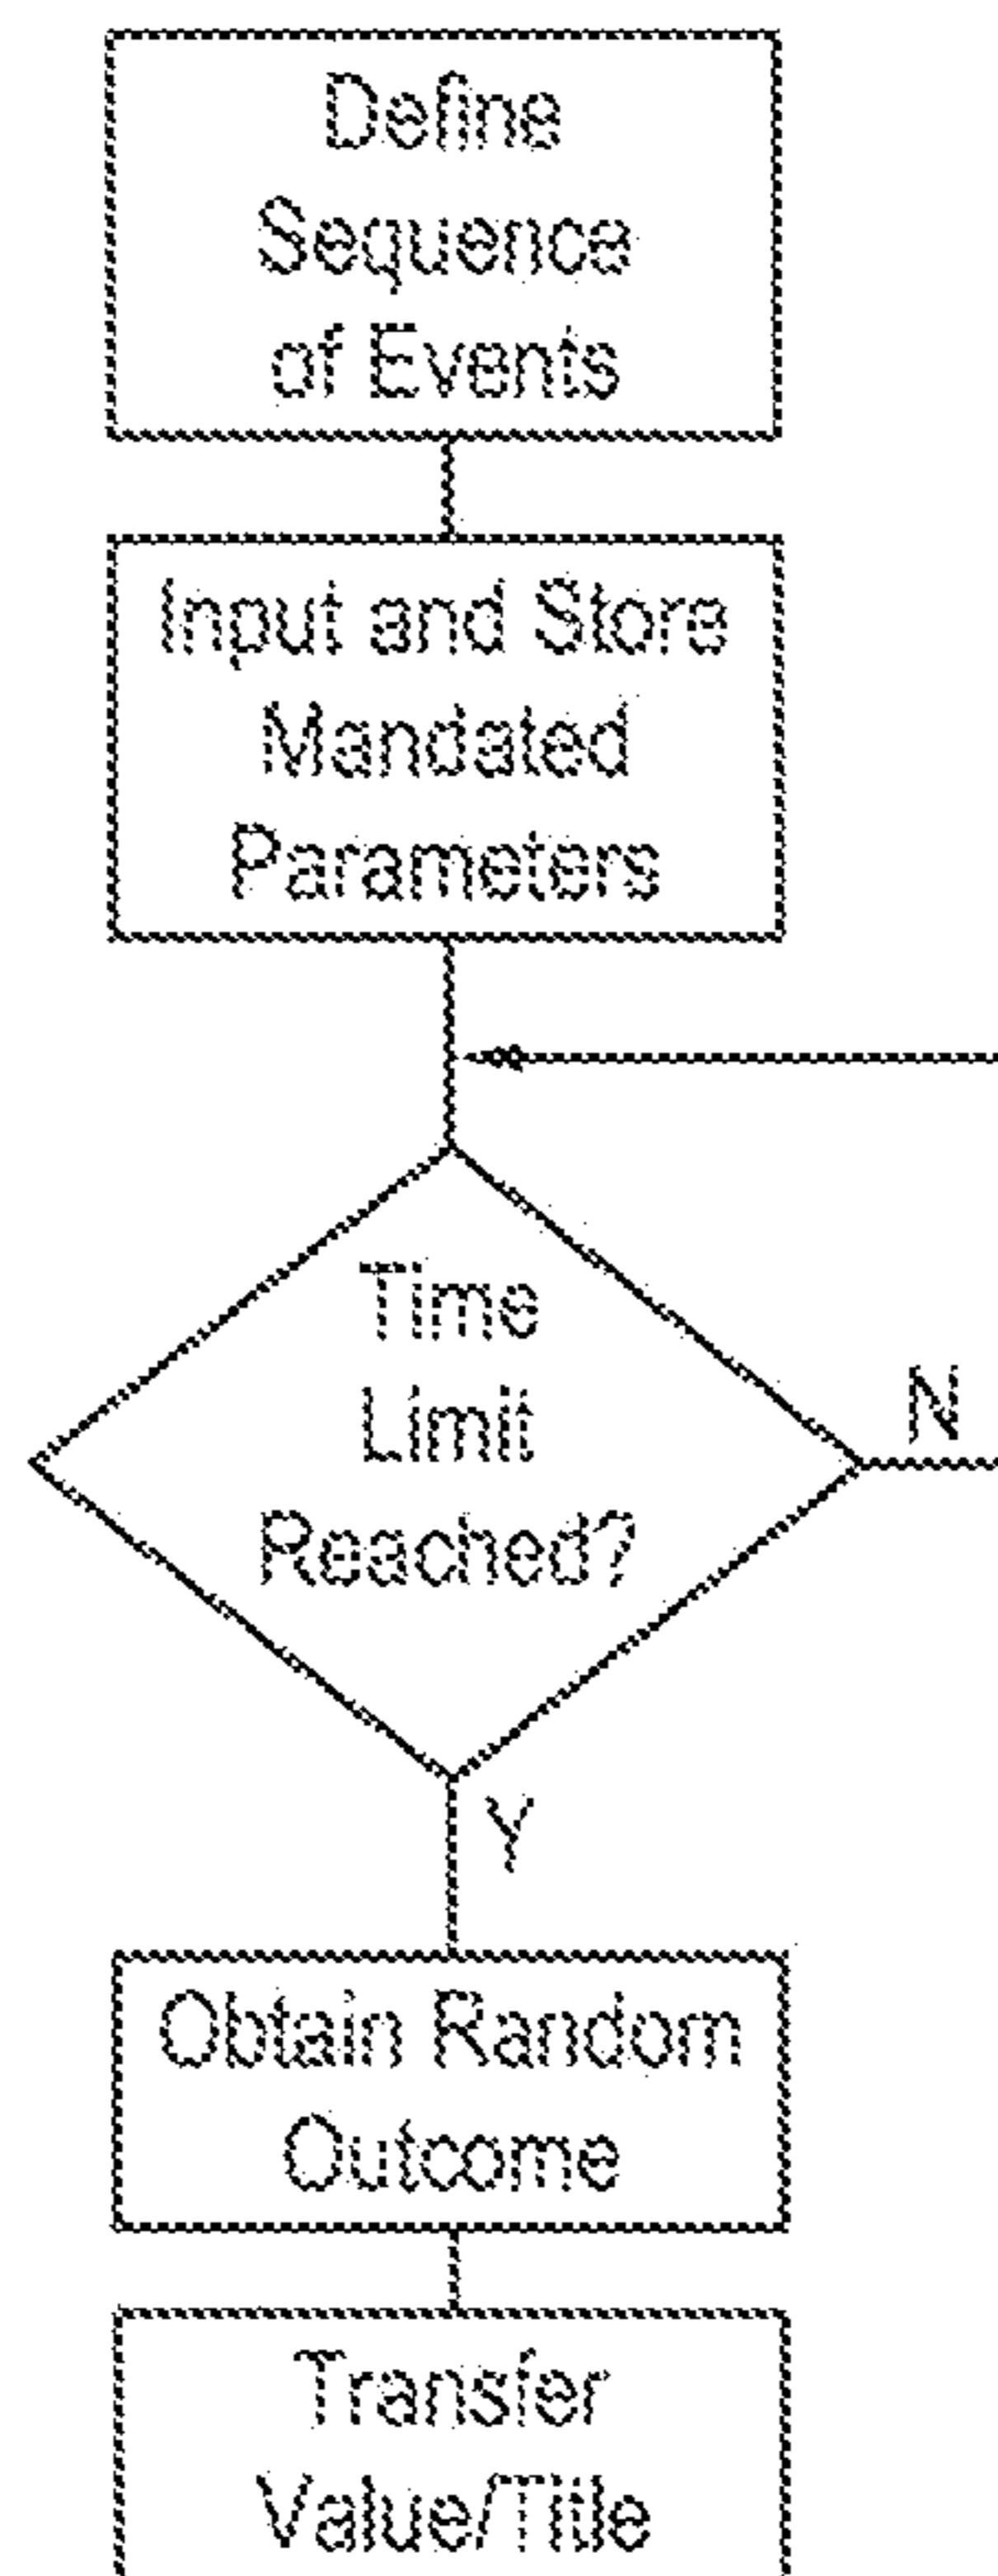 Define
Sequence
of Events
Input and Store
Mandated
Parameters
Time
Limit
Reached?
N
Y
Obtain Random
Outcome
Transfer
Value/Title